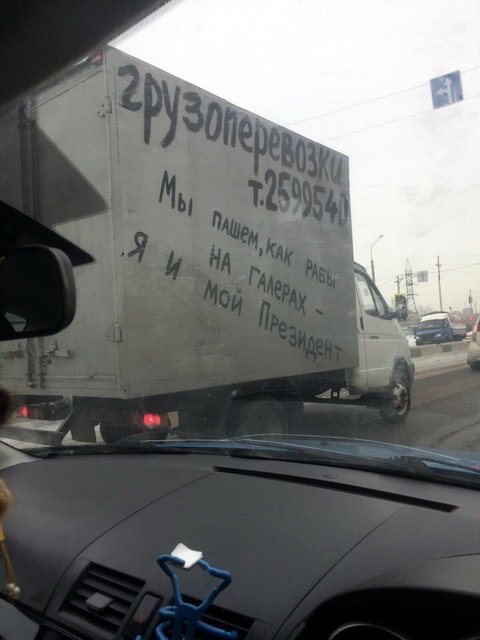 грузоперевозки
т.2599540
Мы пашем, как рабы
на галерах –
Я и мой Президент